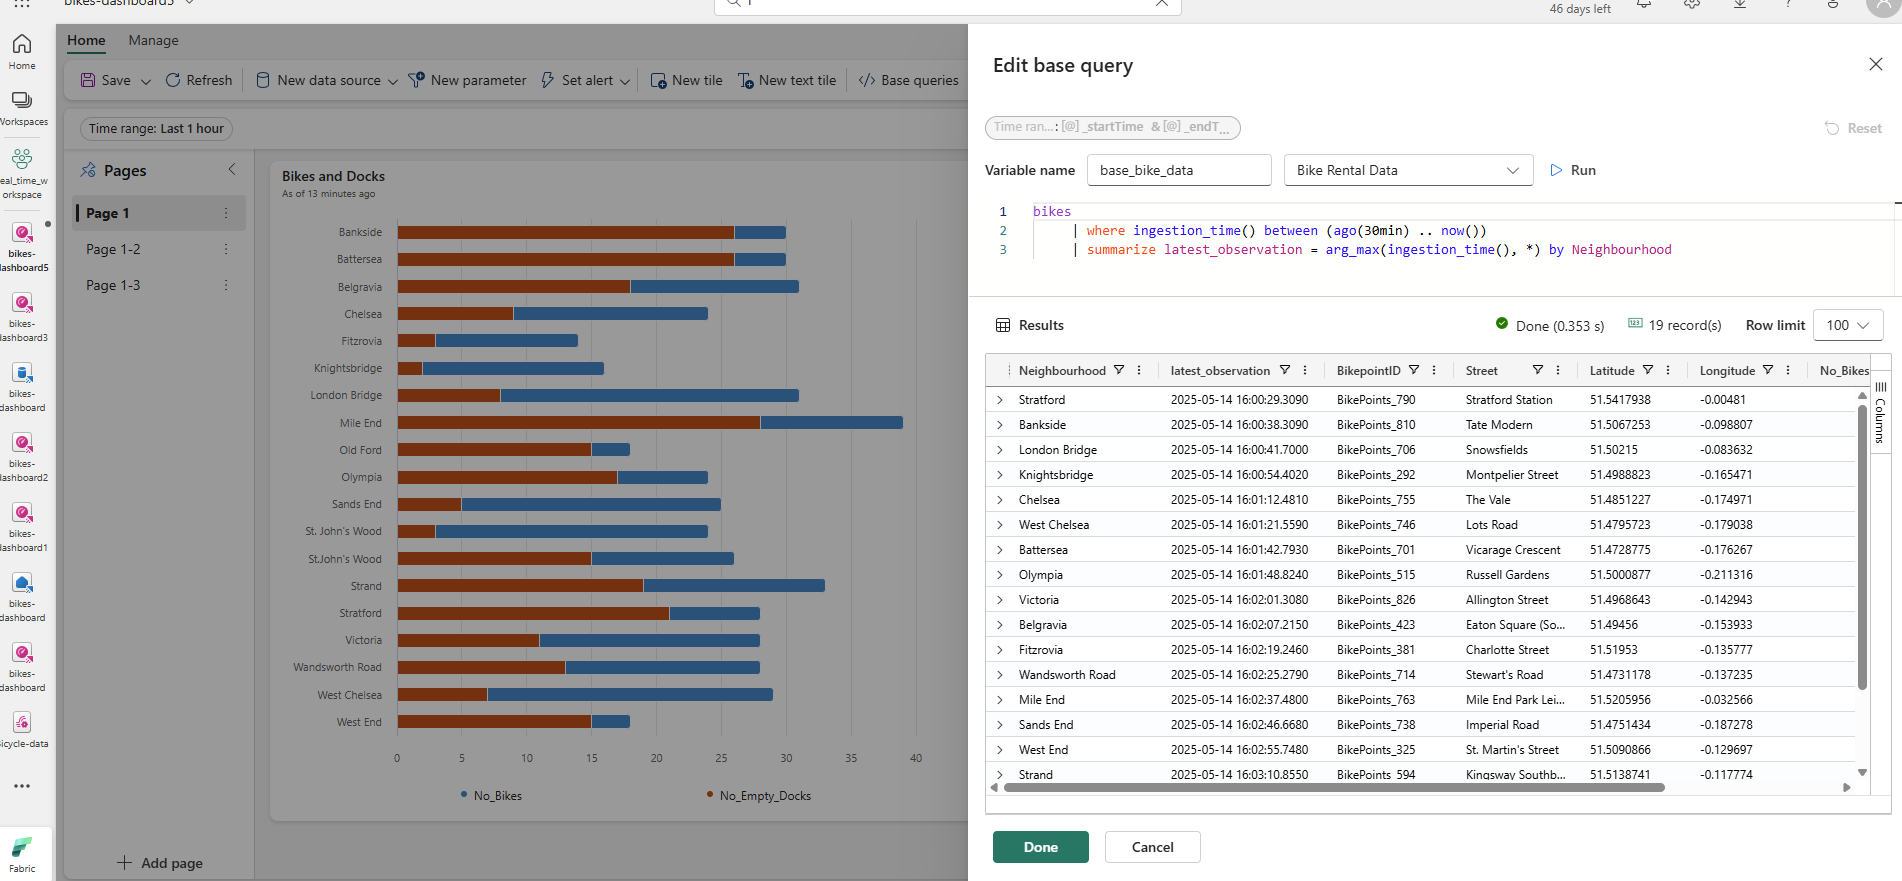 bikes-dashboard5
46 days left
Home
Workspaces
eal_time_w
orkspace
bikes-
dashboard5
bikes-
dashboard3
bikes-
dashboard
bikes-
dashboard2
bikes-
dashboard1
bikes-
dashboard
bikes-
dashboard
Bicycle-data
Fabric
Home Manage
Save Refresh New data source New parameter Set alert New tile New text tile </> Base queries
Time range: Last 1 hour
Pages
Page 1
Page 1-2
Page 1-3
Add page
Bikes and Docks
As of 13 minutes ago
Bankside
Battersea
Belgravia
Chelsea
Fitzrovia
Knightsbridge
London Bridge
Mile End
Old Ford
Olympia
Sands End
St. John's Wood
St.John's Wood
Strand
Stratford
Victoria
Wandsworth Road
West Chelsea
West End
0 5 10 15 20 25 30 35 40
No_Bikes No_Empty_Docks
Edit base query
Time ran...: [@] _startTime & [@] _endT...
Reset
Variable name base_bike_data Bike Rental Data Run
1 bikes
2 | where ingestion_time() between (ago(30min) .. now())
3 | summarize latest_observation = arg_max(ingestion_time(), *) by Neighbourhood
Results Done (0.353 s) 19 record(s) Row limit 100
Neighbourhood latest_observation BikepointID Street Latitude Longitude No_Bikes
Columns
Stratford 2025-05-14 16:00:29.3090 BikePoints_790 Stratford Station 51.5417938 -0.00481
Bankside 2025-05-14 16:00:38.3090 BikePoints_810 Tate Modern 51.5067253 -0.098807
London Bridge 2025-05-14 16:00:41.7000 BikePoints_706 Snowsfields 51.50215 -0.083632
Knightsbridge 2025-05-14 16:00:54.4020 BikePoints_292 Montpelier Street 51.4988823 -0.165471
Chelsea 2025-05-14 16:01:12.4810 BikePoints_755 The Vale 51.4851227 -0.174971
West Chelsea 2025-05-14 16:01:21.5590 BikePoints_746 Lots Road 51.4795723 -0.179038
Battersea 2025-05-14 16:01:42.7930 BikePoints_701 Vicarage Crescent 51.4728775 -0.176267
Olympia 2025-05-14 16:01:48.8240 BikePoints_515 Russell Gardens 51.5000877 -0.211316
Victoria 2025-05-14 16:02:01.3080 BikePoints_826 Allington Street 51.4968643 -0.142943
Belgravia 2025-05-14 16:02:07.2150 BikePoints_423 Eaton Square (So... 51.49456 -0.153933
Fitzrovia 2025-05-14 16:02:19.2460 BikePoints_381 Charlotte Street 51.51953 -0.135777
Wandsworth Road 2025-05-14 16:02:25.2790 BikePoints_714 Stewart's Road 51.4731178 -0.137235
Mile End 2025-05-14 16:02:37.4800 BikePoints_763 Mile End Park Lei... 51.5205956 -0.032566
Sands End 2025-05-14 16:02:46.6680 BikePoints_738 Imperial Road 51.4751434 -0.187278
West End 2025-05-14 16:02:55.7480 BikePoints_325 St. Martin's Street 51.5090866 -0.129697
Strand 2025-05-14 16:03:10.8550 BikePoints_594 Kingsway Southb... 51.5138741 -0.117774
Done Cancel